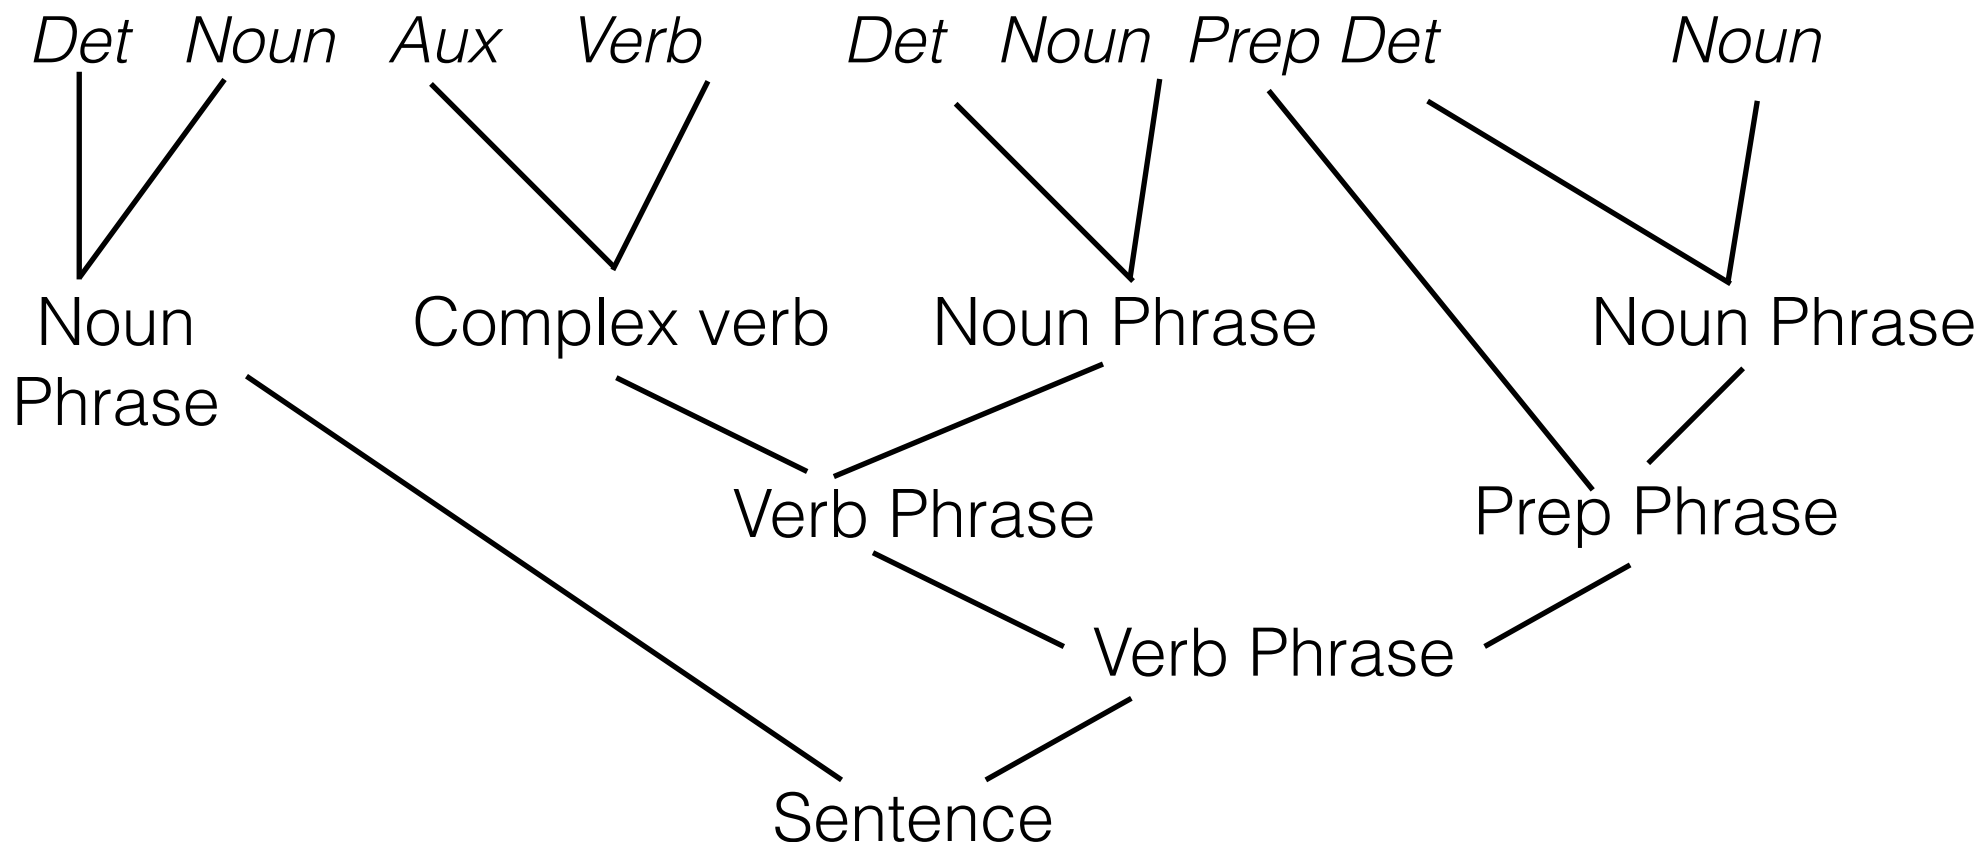 Det Noun Aux Verb Det Noun Prep Det Noun
Noun Phrase Complex verb Noun Phrase Noun Phrase
Verb Phrase Prep Phrase
Verb Phrase
Sentence